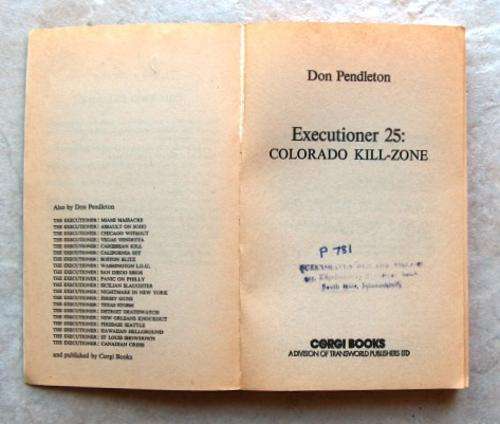 Also by Don Pendleton
THE EXECUTIONER: MIAMI MASSACRE
THE EXECUTIONER: ASSAULT ON SOHO
THE EXECUTIONER: CHICAGO WIPEOUT
THE EXECUTIONER: VEGAS VENDETTA
THE EXECUTIONER: CARIBBEAN KILL
THE EXECUTIONER: CALIFORNIA HIT
THE EXECUTIONER: BOSTON BLITZ
THE EXECUTIONER: WASHINGTON I.O.U.
THE EXECUTIONER: SAN DIEGO SIEGE
THE EXECUTIONER: PANIC ON PHILLY
THE EXECUTIONER: SICILIAN SLAUGHTER
THE EXECUTIONER: NIGHTMARE IN NEW YORK
THE EXECUTIONER: JERSEY GUNS
THE EXECUTIONER: TEXAS STORM
THE EXECUTIONER: DETROIT DEATHWATCH
THE EXECUTIONER: NEW ORLEANS KNOCKOUT
THE EXECUTIONER: FIREBASE SEATTLE
THE EXECUTIONER: HAWAIIAN HELLGROUND
THE EXECUTIONER: ST LOUIS SHOWDOWN
THE EXECUTIONER: CANADIAN CRISIS
and published by Corgi Books
Don Pendleton
Executioner 25:
COLORADO KILL-ZONE
P 781
CORGI BOOKS
A DIVISION OF TRANSWORLD PUBLISHERS LTD